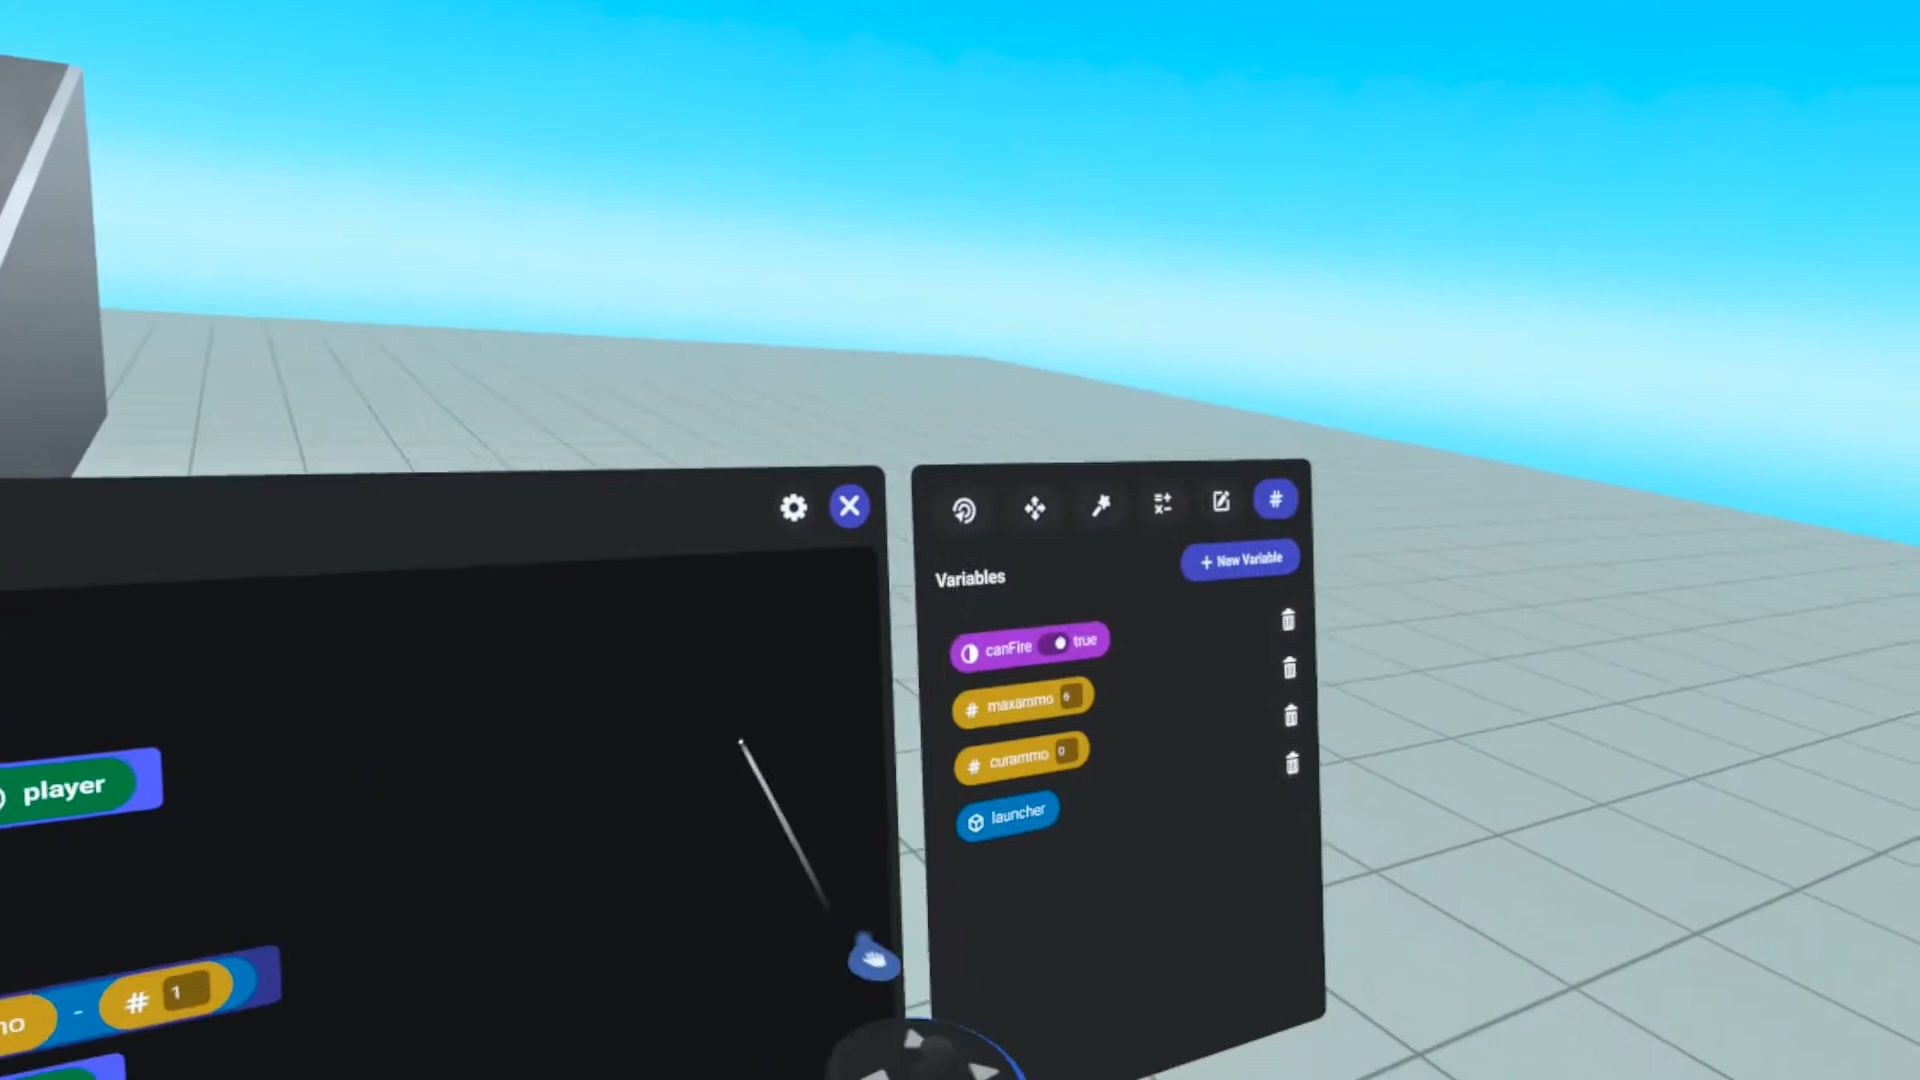 New Variable
Variables
canFire true
maxammo 6
curammo 0
launcher
player
- # 1